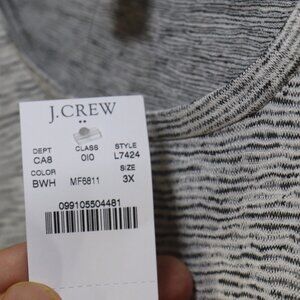 J.CREW
DEPT CLASS STYLE
CA8 010 L7424
COLOR SIZE
BWH MF6811 3X
099105504481